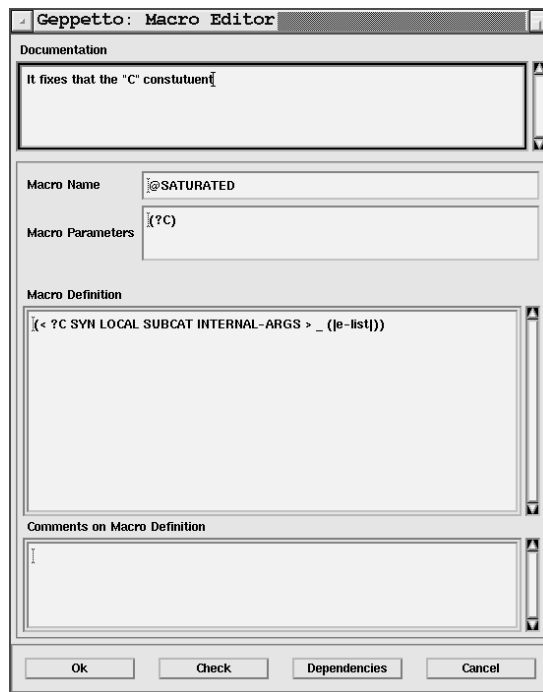 Geppetto: Macro Editor
Documentation
It fixes that the "C" constutuent
Macro Name
@SATURATED
Macro Parameters
(?C)
Macro Definition
(< ?C SYN LOCAL SUBCAT INTERNAL-ARGS > _ (|e-list|))
Comments on Macro Definition
Ok Check Dependencies Cancel